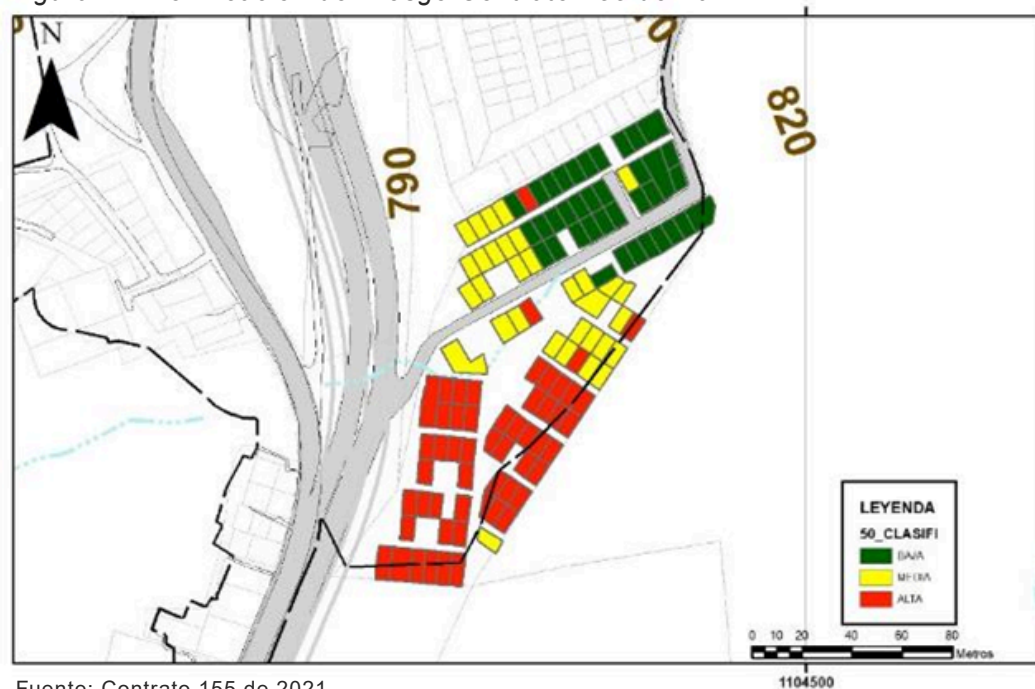 N
790
820
LEYENDA
50_CLASIFI
BAJA
MEDIA
ALTA
0 10 20 40 60 80
Metros
1104500
Fuente: Contrato 155 de 2021